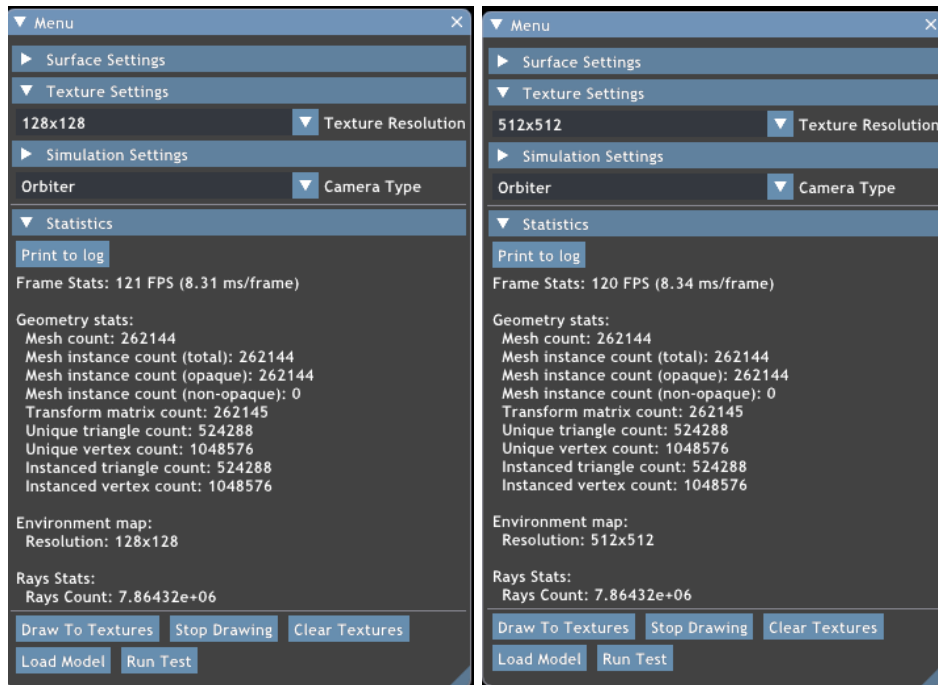 Menu
Surface Settings
Texture Settings
128x128 Texture Resolution
Simulation Settings
Orbiter Camera Type
Statistics
Print to log
Frame Stats: 121 FPS (8.31 ms/frame)
Geometry stats:
Mesh count: 262144
Mesh instance count (total): 262144
Mesh instance count (opaque): 262144
Mesh instance count (non-opaque): 0
Transform matrix count: 262145
Unique triangle count: 524288
Unique vertex count: 1048576
Instanced triangle count: 524288
Instanced vertex count: 1048576
Environment map:
Resolution: 128x128
Rays Stats:
Rays Count: 7.86432e+06
Draw To Textures Stop Drawing Clear Textures
Load Model Run Test
Menu
Surface Settings
Texture Settings
512x512 Texture Resolution
Simulation Settings
Orbiter Camera Type
Statistics
Print to log
Frame Stats: 120 FPS (8.34 ms/frame)
Geometry stats:
Mesh count: 262144
Mesh instance count (total): 262144
Mesh instance count (opaque): 262144
Mesh instance count (non-opaque): 0
Transform matrix count: 262145
Unique triangle count: 524288
Unique vertex count: 1048576
Instanced triangle count: 524288
Instanced vertex count: 1048576
Environment map:
Resolution: 512x512
Rays Stats:
Rays Count: 7.86432e+06
Draw To Textures Stop Drawing Clear Textures
Load Model Run Test